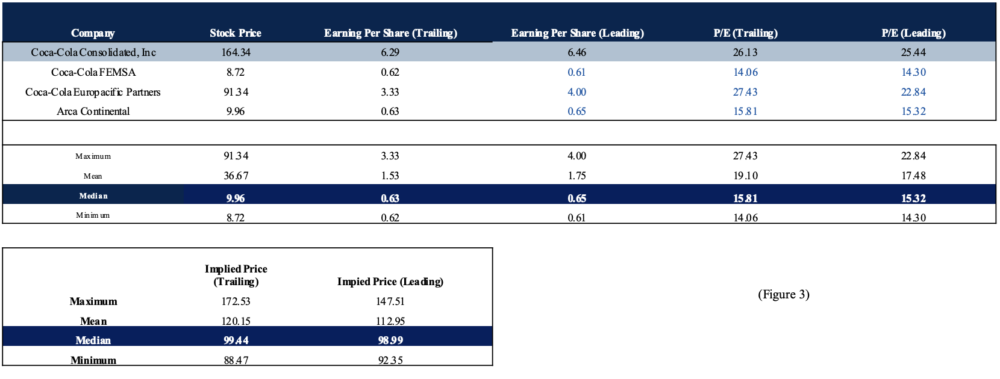 Company Stock Price Earning Per Share (Trailing) Earning Per Share (Leading) P/E (Trailing) P/E (Leading)
Coca-Cola Consolidated, Inc 164.34 6.29 6.46 26.13 25.44
Coca-Cola FEMSA 8.72 0.62 0.61 14.06 14.30
Coca-Cola Europacific Partners 91.34 3.33 4.00 27.43 22.84
Arca Continental 9.96 0.63 0.65 15.81 15.32
Maximum 91.34 3.33 4.00 27.43 22.84
Mean 36.67 1.53 1.75 19.10 17.48
Median 9.96 0.63 0.65 15.81 15.32
Minimum 8.72 0.62 0.61 14.06 14.30
Implied Price
(Trailing) Impied Price (Leading)
Maximum 172.53 147.51
(Figure 3)
Mean 120.15 112.95
Median 99.44 98.99
Minimum 88.47 92.35